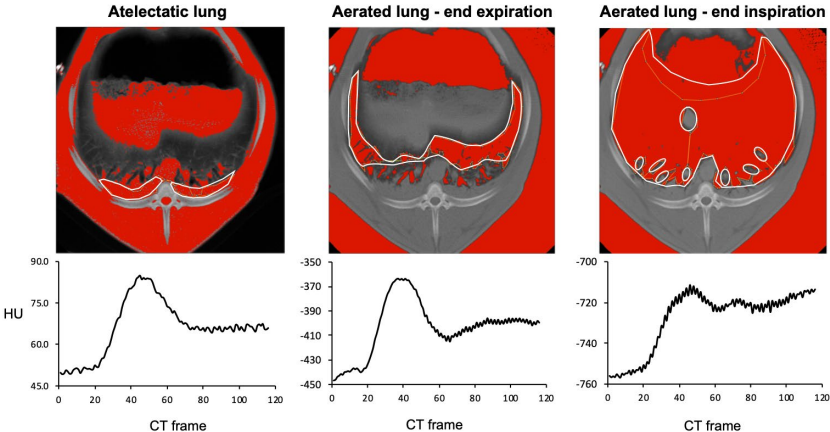 Atelectatic lung
Aerated lung - end expiration
Aerated lung - end inspiration
HU
90.0
75.0
60.0
45.0
0 20 40 60 80 100 120
CT frame
-350
-370
-390
-410
-430
-450
0 20 40 60 80 100 120
CT frame
-700
-720
-740
-760
0 20 40 60 80 100 120
CT frame